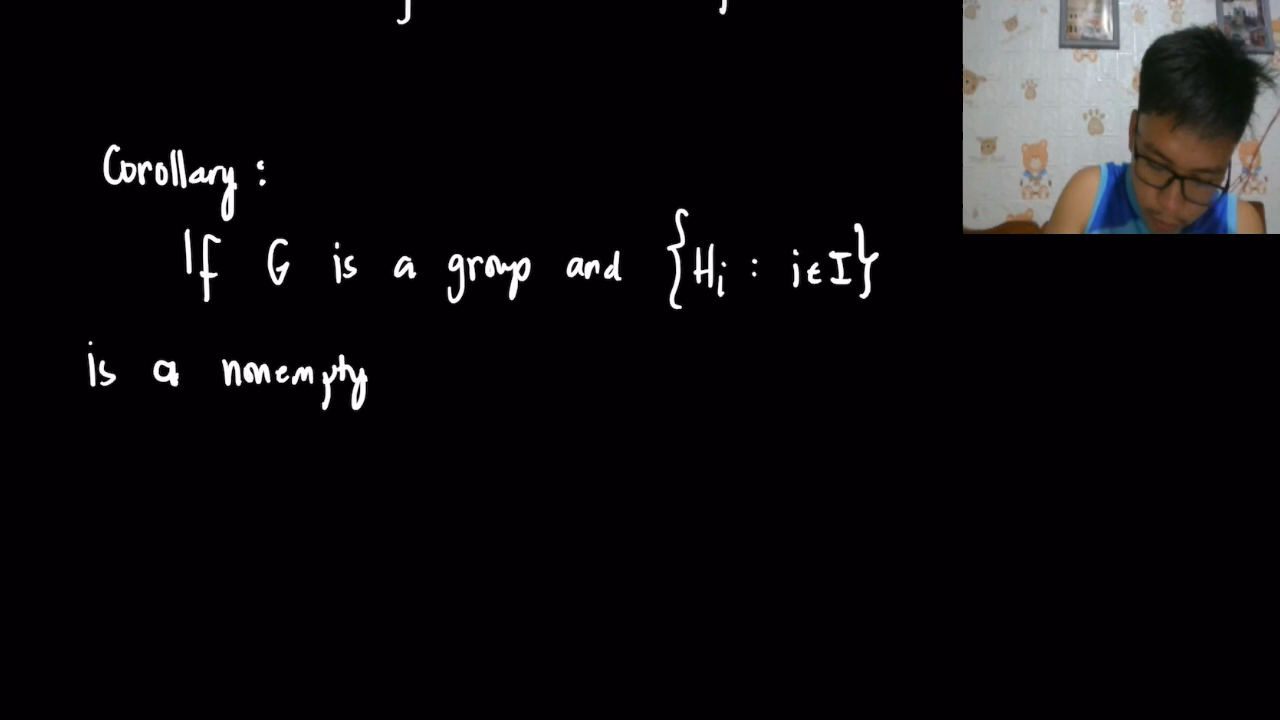 Corollary :
If G is a group and {Hi : i∈I}
is a nonempty